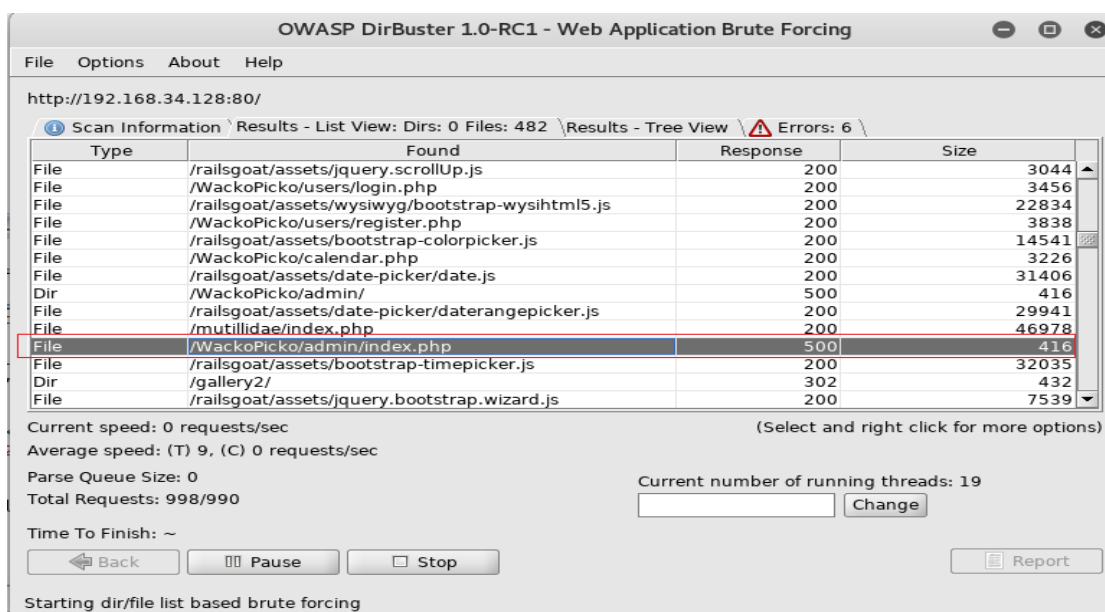 OWASP DirBuster 1.0-RC1 - Web Application Brute Forcing
File Options About Help
http://192.168.34.128:80/
Scan Information Results - List View: Dirs: 0 Files: 482 Results - Tree View Errors: 6
Type Found Response Size
File /railsgoat/assets/jquery.scrollUp.js 200 3044
File /WackoPicko/users/login.php 200 3456
File /railsgoat/assets/wysiwyg/bootstrap-wysihtml5.js 200 22834
File /WackoPicko/users/register.php 200 3838
File /railsgoat/assets/bootstrap-colorpicker.js 200 14541
File /WackoPicko/calendar.php 200 3226
File /railsgoat/assets/date-picker/date.js 200 31406
Dir /WackoPicko/admin/ 500 416
File /railsgoat/assets/date-picker/daterangepicker.js 200 29941
File /mutillidae/index.php 200 46978
File /WackoPicko/admin/index.php 500 416
File /railsgoat/assets/bootstrap-timepicker.js 200 32035
Dir /gallery2/ 302 432
File /railsgoat/assets/jquery.bootstrap.wizard.js 200 7539
Current speed: 0 requests/sec (Select and right click for more options)
Average speed: (T) 9, (C) 0 requests/sec
Parse Queue Size: 0 Current number of running threads: 19
Total Requests: 998/990 Change
Time To Finish: ~
Back Pause Stop Report
Starting dir/file list based brute forcing